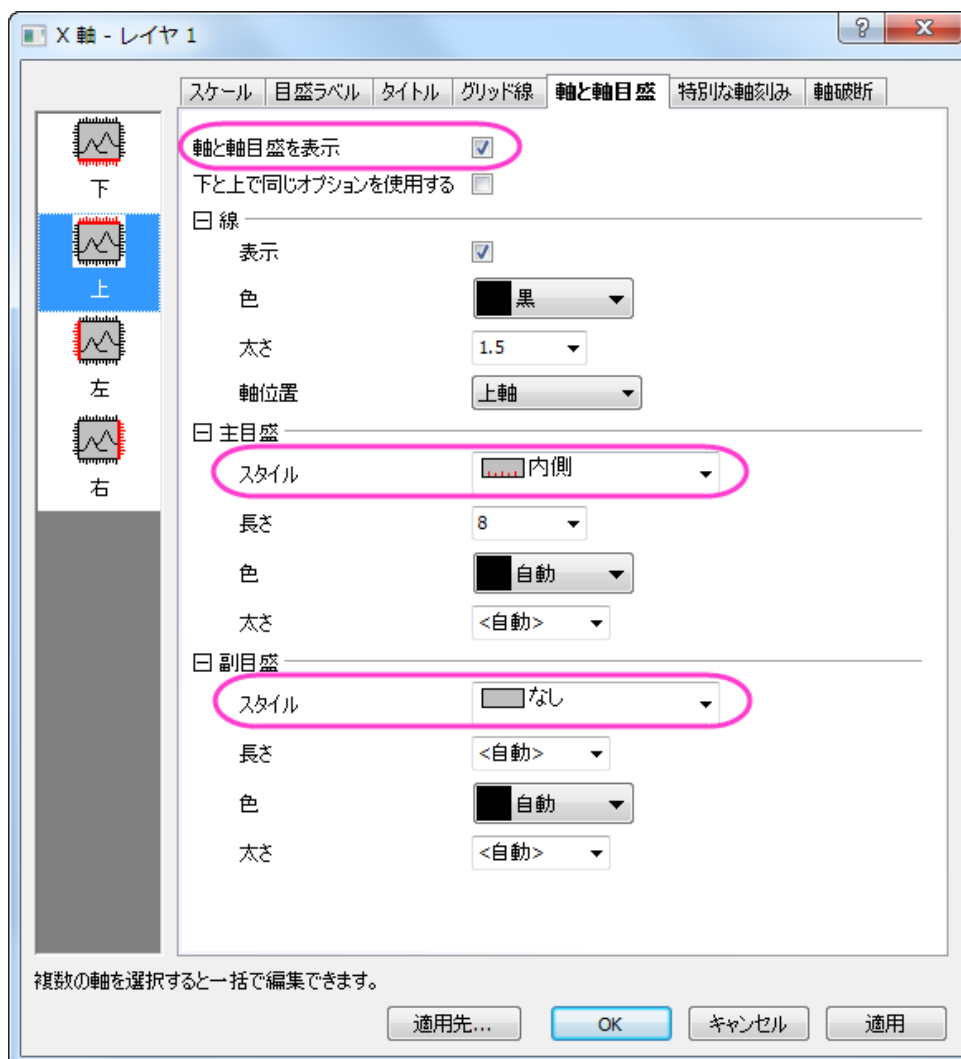 X 軸 - レイヤ 1
スケール 目盛ラベル タイトル グリッド線 軸と軸目盛 特別な軸刻み 軸破断
下
上
左
右
軸と軸目盛を表示
下と上で同じオプションを使用する
線
表示
色 黒
太さ 1.5
軸位置 上軸
主目盛
スタイル 内側
長さ 8
色 自動
太さ <自動>
副目盛
スタイル なし
長さ <自動>
色 自動
太さ <自動>
複数の軸を選択すると一括で編集できます。
適用先... OK キャンセル 適用